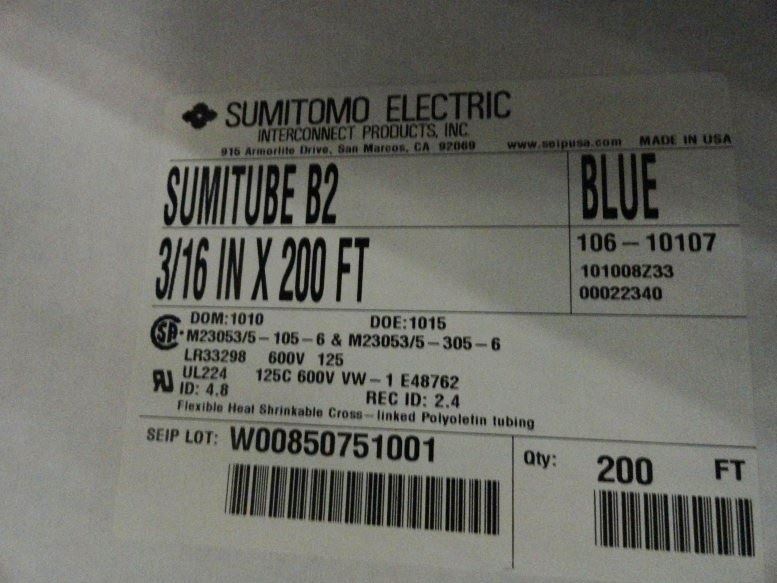 SUMITOMO ELECTRIC
INTERCONNECT PRODUCTS, INC.
915 Armorlite Drive, San Marcos, CA 92069 www.seipusa.com MADE IN USA
SUMITUBE B2 BLUE
3/16 IN X 200 FT
106-10107
101008Z33
00022340
DOM:1010 DOE:1015
M23053/5-105-6 & M23053/5-305-6
LR33298 600V 125
UL224 125C 600V VW-1 E48762
ID: 4.8 REC ID: 2.4
Flexible Heat Shrinkable Cross-linked Polyolefin tubing
SEIP LOT: W00850751001
Qty: 200 FT